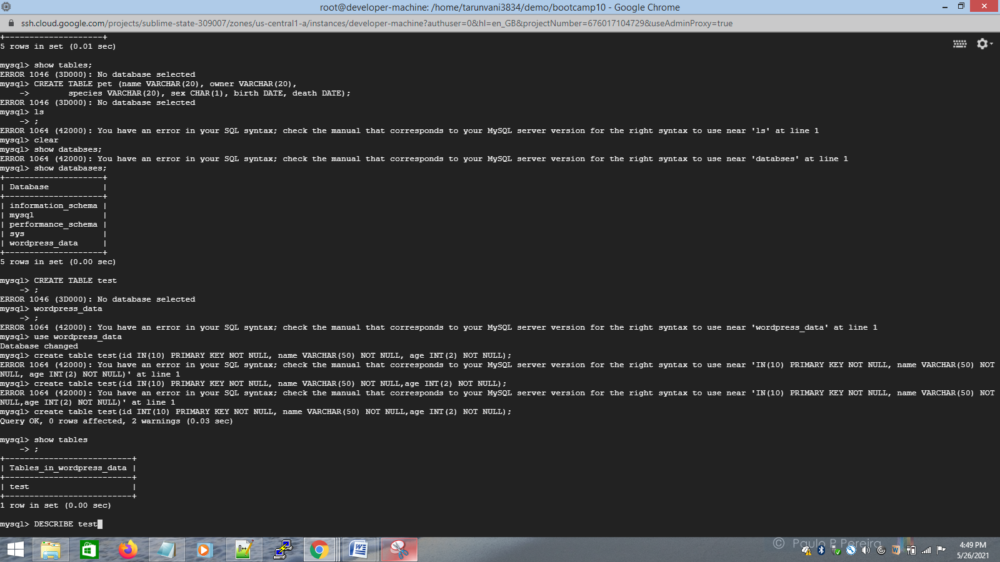 root@developer-machine: /home/tarunvani3834/demo/bootcamp10 - Google Chrome
ssh.cloud.google.com/projects/sublime-state-309007/zones/us-central1-a/instances/developer-machine?authuser=0&hl=en_GB&projectNumber=676017104729&useAdminProxy=true
+--------------------+
5 rows in set (0.01 sec)
mysql> show tables;
ERROR 1046 (3D000): No database selected
mysql> CREATE TABLE pet (name VARCHAR(20), owner VARCHAR(20),
    ->        species VARCHAR(20), sex CHAR(1), birth DATE, death DATE);
ERROR 1046 (3D000): No database selected
mysql> ls
    -> ;
ERROR 1064 (42000): You have an error in your SQL syntax; check the manual that corresponds to your MySQL server version for the right syntax to use near 'ls' at line 1
mysql> clear
mysql> show databses;
ERROR 1064 (42000): You have an error in your SQL syntax; check the manual that corresponds to your MySQL server version for the right syntax to use near 'databses' at line 1
mysql> show databases;
+--------------------+
| Database           |
+--------------------+
| information_schema |
| mysql              |
| performance_schema |
| sys                |
| wordpress_data     |
+--------------------+
5 rows in set (0.00 sec)
mysql> CREATE TABLE test
    -> ;
ERROR 1046 (3D000): No database selected
mysql> wordpress_data
    -> ;
ERROR 1064 (42000): You have an error in your SQL syntax; check the manual that corresponds to your MySQL server version for the right syntax to use near 'wordpress_data' at line 1
mysql> use wordpress_data
Database changed
mysql> create table test(id IN(10) PRIMARY KEY NOT NULL, name VARCHAR(50) NOT NULL, age INT(2) NOT NULL);
ERROR 1064 (42000): You have an error in your SQL syntax; check the manual that corresponds to your MySQL server version for the right syntax to use near 'IN(10) PRIMARY KEY NOT NULL, name VARCHAR(50) NOT
NULL, age INT(2) NOT NULL)' at line 1
mysql> create table test(id IN(10) PRIMARY KEY NOT NULL, name VARCHAR(50) NOT NULL,age INT(2) NOT NULL);
ERROR 1064 (42000): You have an error in your SQL syntax; check the manual that corresponds to your MySQL server version for the right syntax to use near 'IN(10) PRIMARY KEY NOT NULL, name VARCHAR(50) NOT
NULL,age INT(2) NOT NULL)' at line 1
mysql> create table test(id INT(10) PRIMARY KEY NOT NULL, name VARCHAR(50) NOT NULL,age INT(2) NOT NULL);
Query OK, 0 rows affected, 2 warnings (0.03 sec)
mysql> show tables
    -> ;
+--------------------------+
| Tables_in_wordpress_data |
+--------------------------+
| test                     |
+--------------------------+
1 row in set (0.00 sec)
mysql> DESCRIBE test
© Paulo P Pereira
4:49 PM
5/26/2021